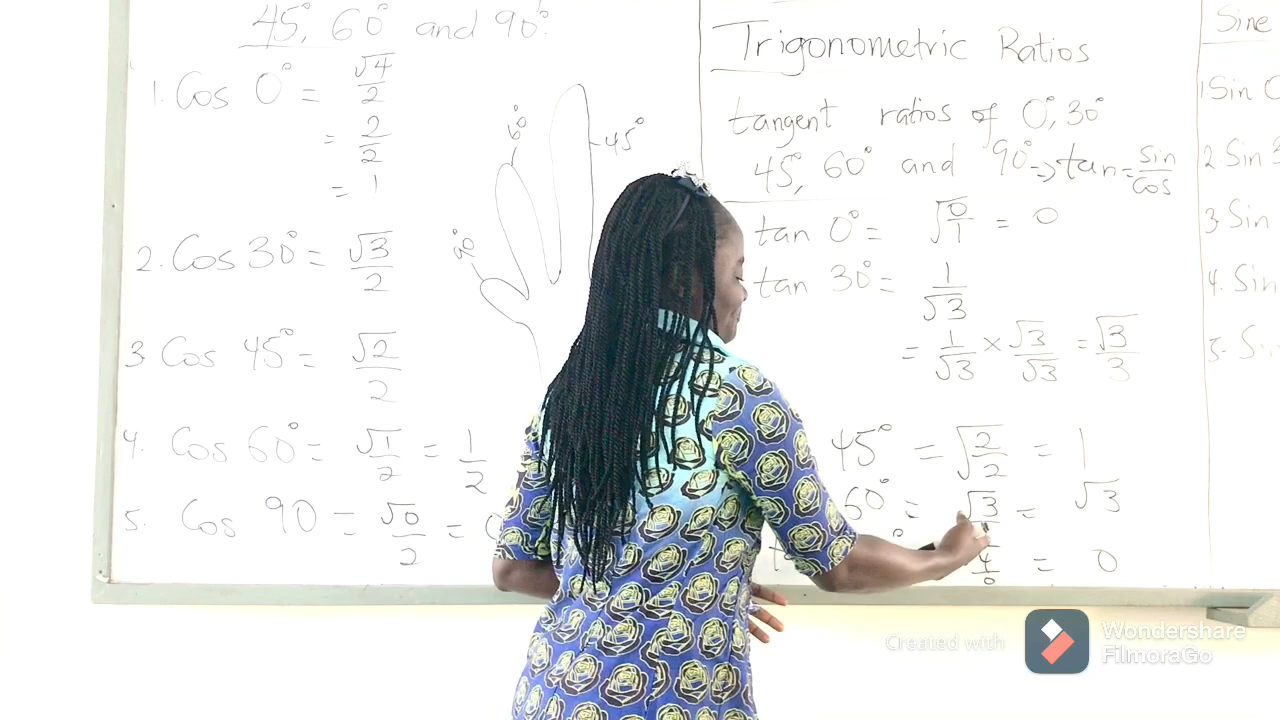 45°, 60° and 90°.
1. Cos 0° = √4/2
= 2/2
= 1
2. Cos 30° = √3/2
3 Cos 45° = √2/2
4. Cos 60° = √1/2 = 1/2
5. Cos 90 = √0/2 =
90°
60°
45°
Trigonometric Ratios
tangent ratios of 0°, 30°
45°, 60° and 90° => tan = sin/cos
tan 0° = √0/1 = 0
tan 30° = 1/√3
= 1/√3 × √3/√3 = √3/3
45° = √2/2 = 1
60° = √3 = √3
4/0 = 0
Sine
1. Sin
2. Sin
3. Sin
4. Sin
5. Sin
Created with
Wondershare
FilmoraGo